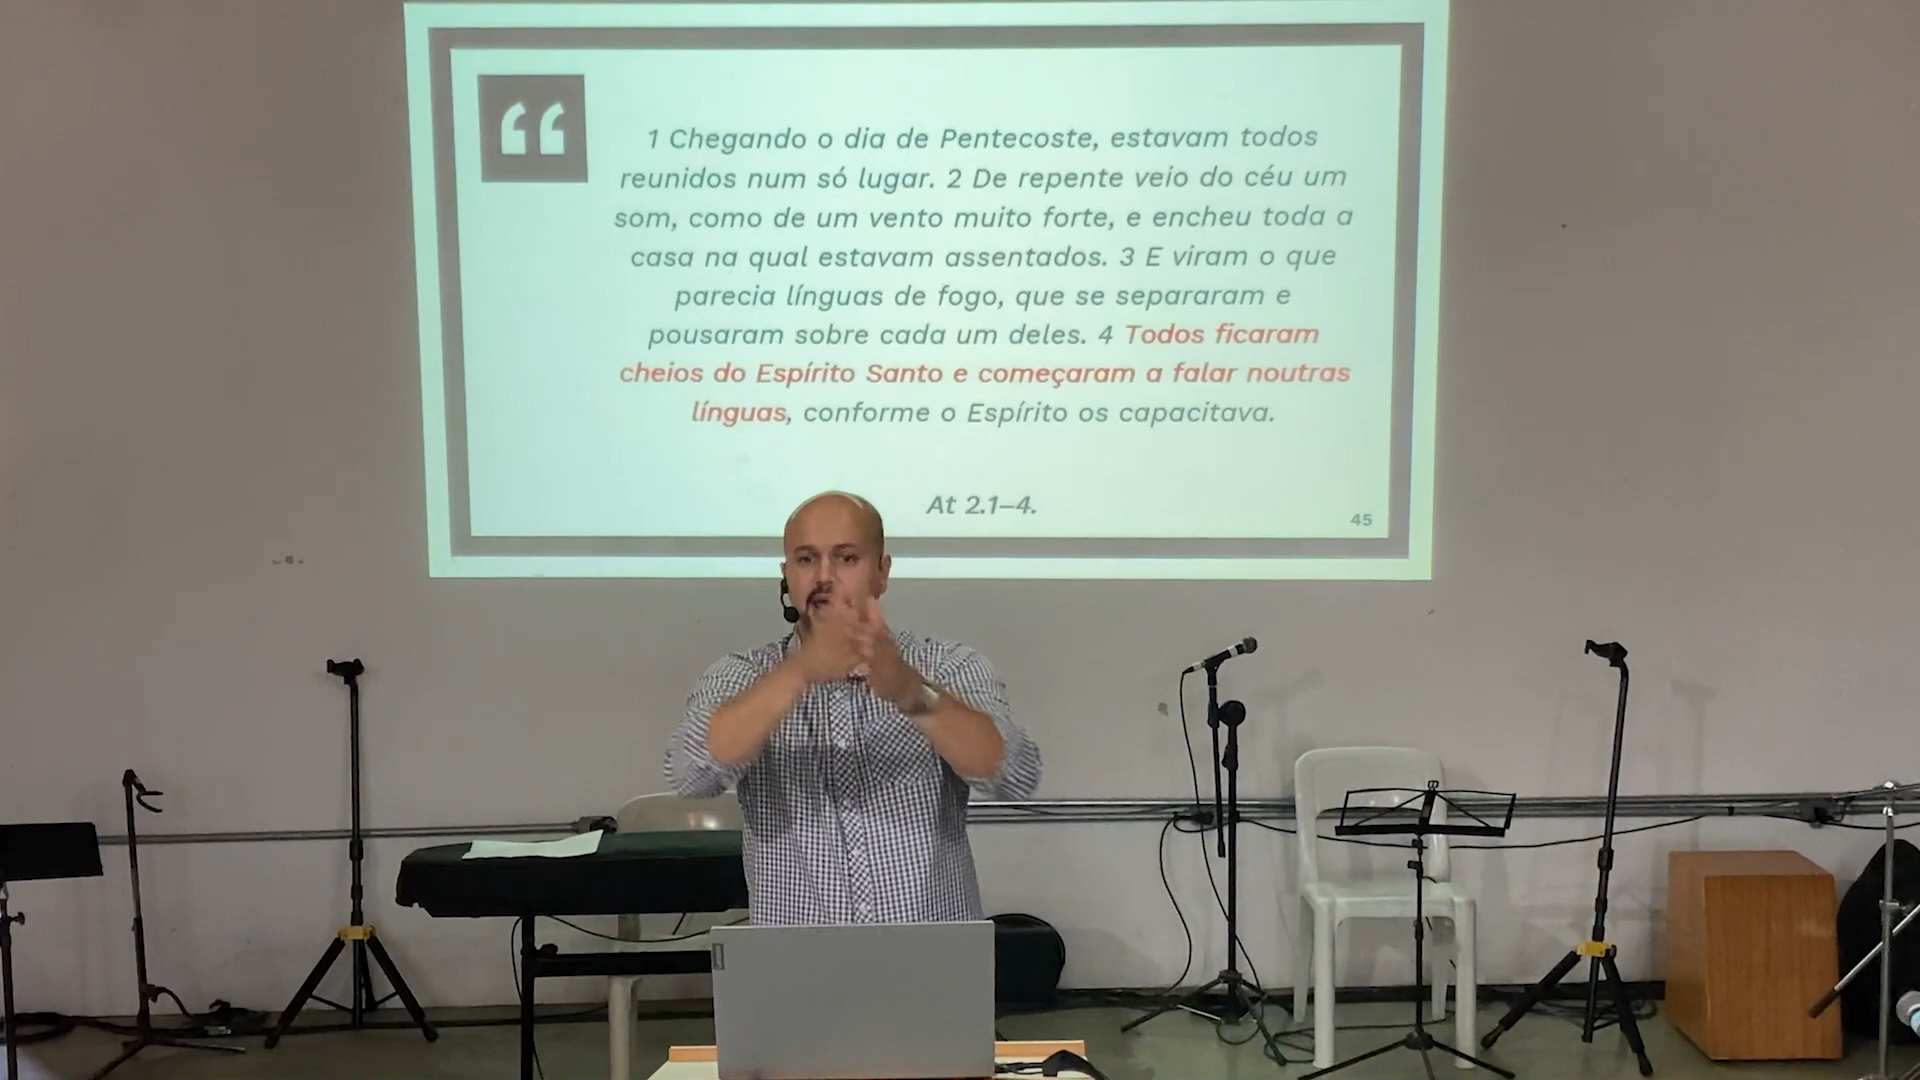 “
1 Chegando o dia de Pentecoste, estavam todos
reunidos num só lugar. 2 De repente veio do céu um
som, como de um vento muito forte, e encheu toda a
casa na qual estavam assentados. 3 E viram o que
parecia línguas de fogo, que se separaram e
pousaram sobre cada um deles. 4 Todos ficaram
cheios do Espírito Santo e começaram a falar noutras
línguas, conforme o Espírito os capacitava.
At 2.1–4.
45